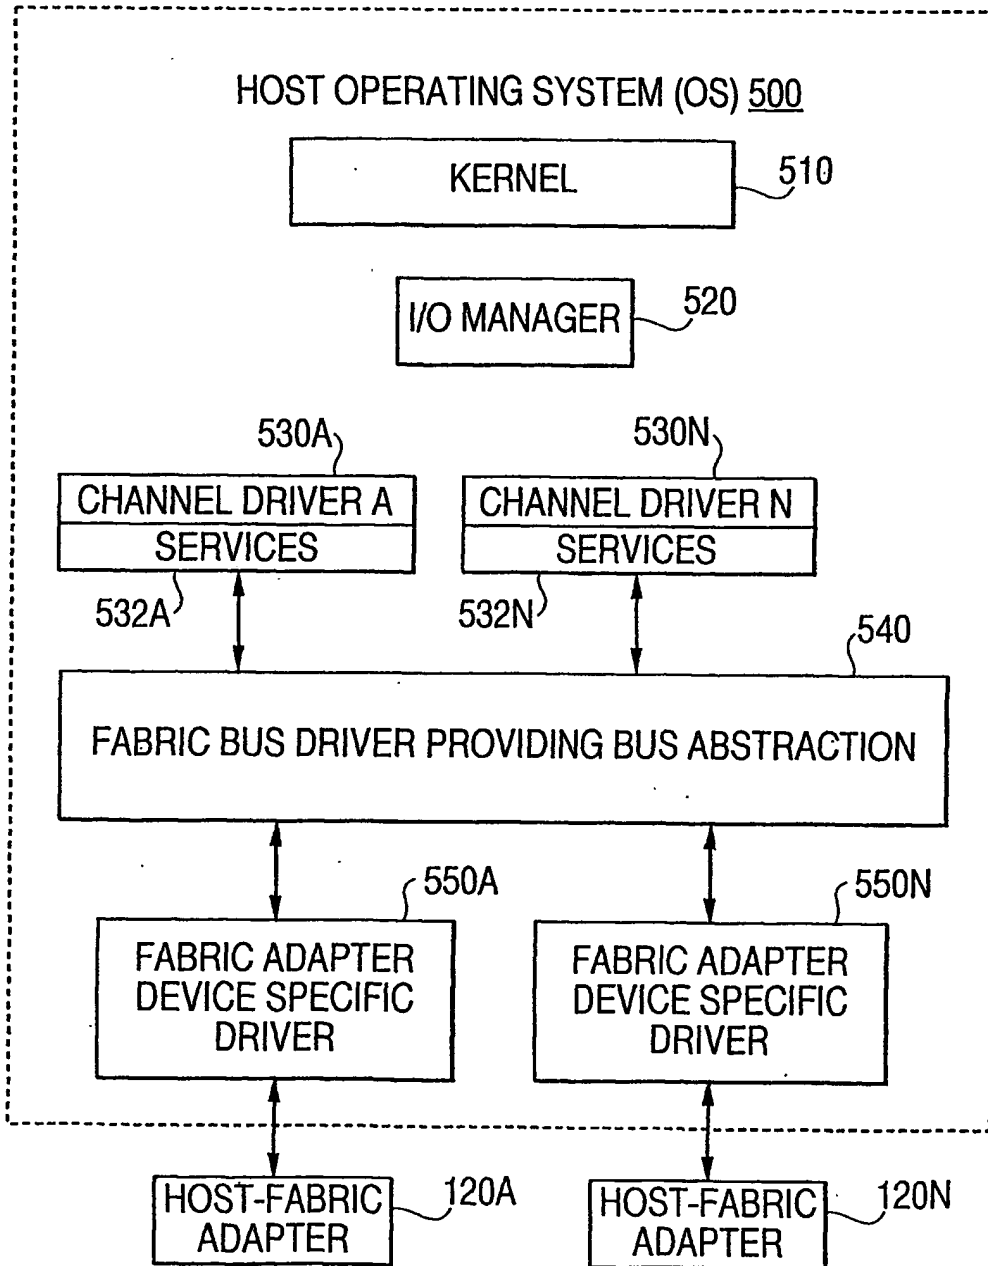 HOST OPERATING SYSTEM (OS) 500
KERNEL
510
I/O MANAGER
520
530A
530N
CHANNEL DRIVER A
SERVICES
CHANNEL DRIVER N
SERVICES
532A
532N
540
FABRIC BUS DRIVER PROVIDING BUS ABSTRACTION
550A
550N
FABRIC ADAPTER
DEVICE SPECIFIC
DRIVER
FABRIC ADAPTER
DEVICE SPECIFIC
DRIVER
HOST-FABRIC
ADAPTER
120A
HOST-FABRIC
ADAPTER
120N